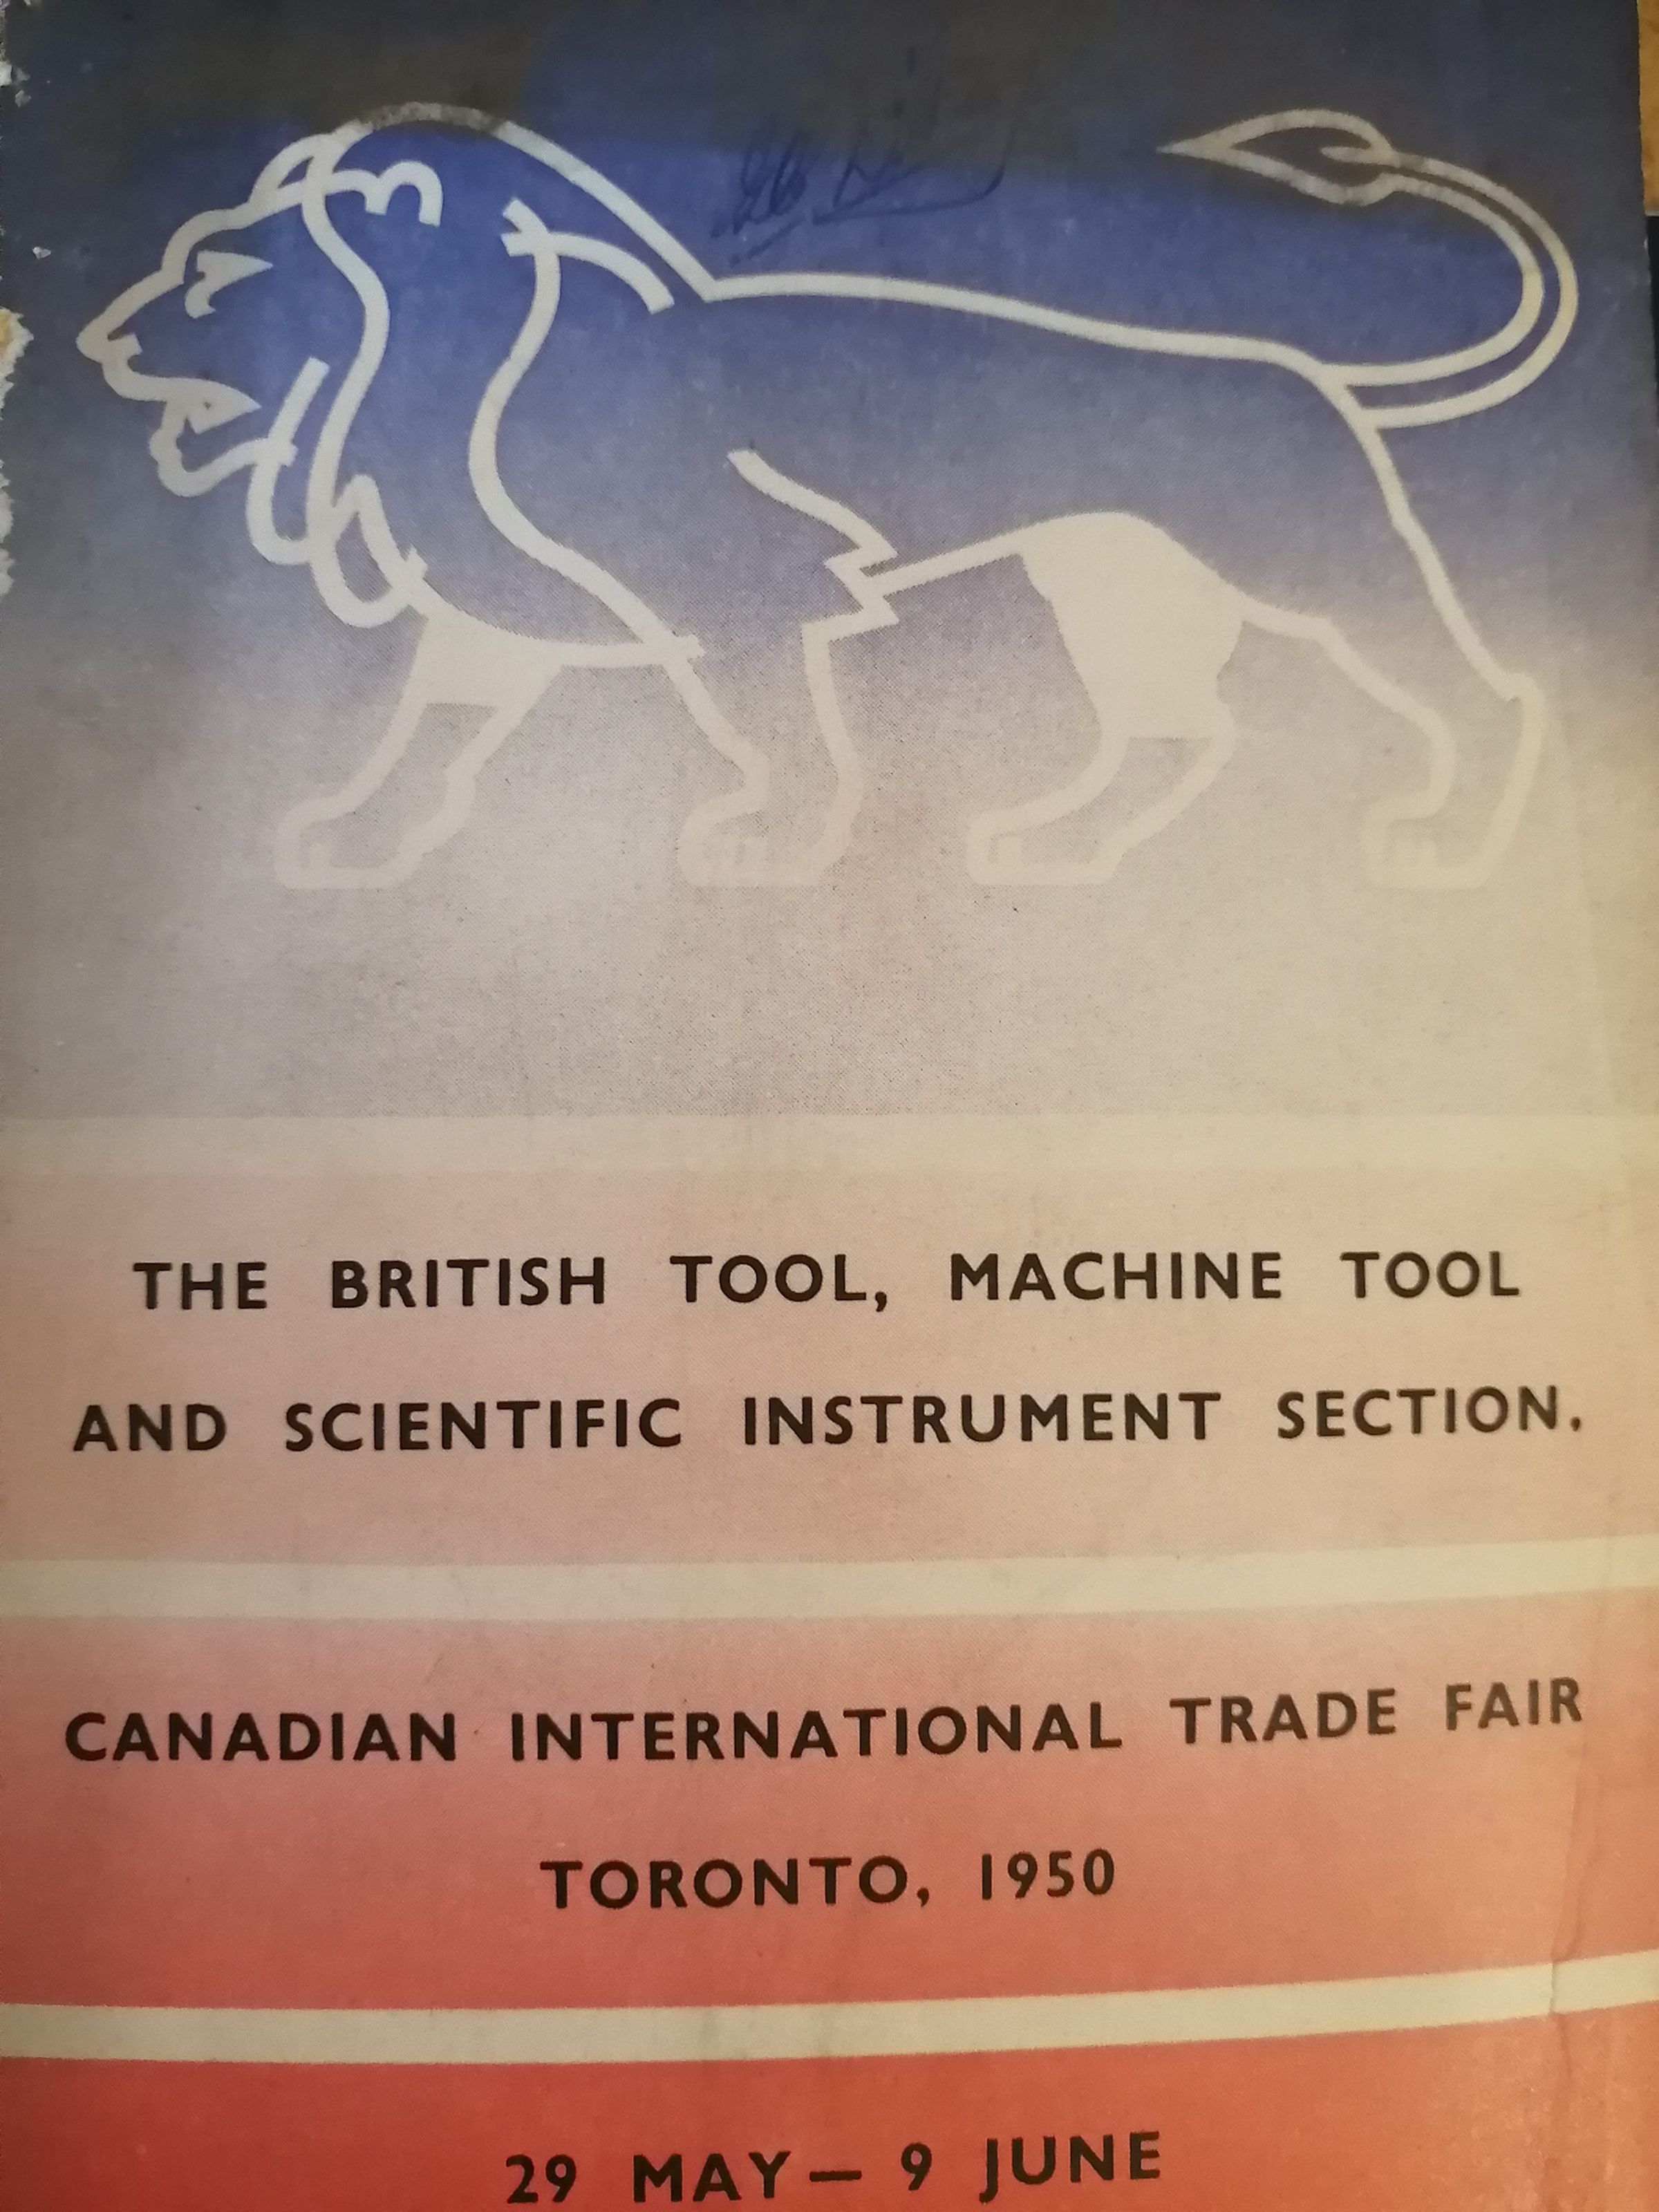 THE BRITISH TOOL, MACHINE TOOL
AND SCIENTIFIC INSTRUMENT SECTION.
CANADIAN INTERNATIONAL TRADE FAIR
TORONTO, 1950
29 MAY — 9 JUNE